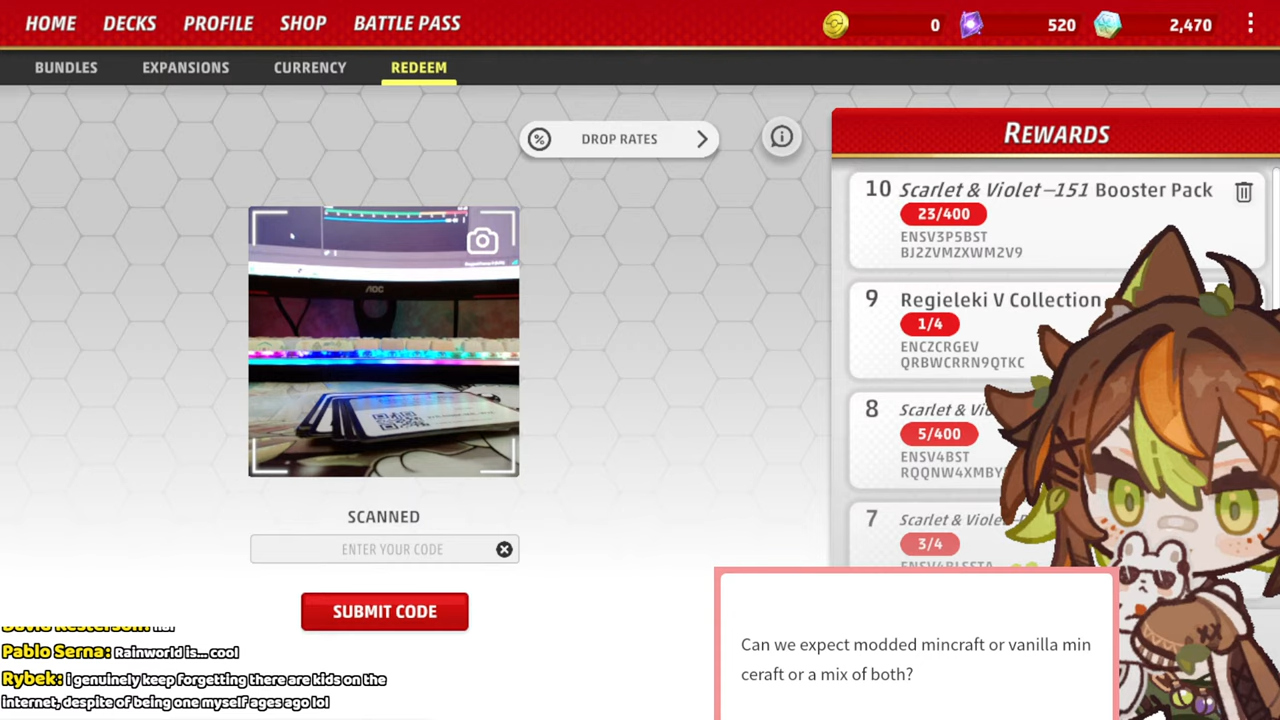 HOME DECKS PROFILE SHOP BATTLE PASS 0 520 2,470
BUNDLES EXPANSIONS CURRENCY REDEEM
DROP RATES
REWARDS
10 Scarlet & Violet—151 Booster Pack
23/400
ENSV3P5BST
BJ2ZVMZXWM2V9
9 Regieleki V Collection
1/4
ENCZCRGEV
QRBWCRRN9QTKC
8 Scarlet & Vi
5/400
ENSV4BST
RQQNW4XMBY
7 Scarlet & Viole
3/4
AOC
SCANNED
ENTER YOUR CODE
SUBMIT CODE
Pablo Serna: Rainworld is... cool
Rybek: i genuinely keep forgetting there are kids on the
internet, despite of being one myself ages ago lol
Can we expect modded mincraft or vanilla min
ceraft or a mix of both?